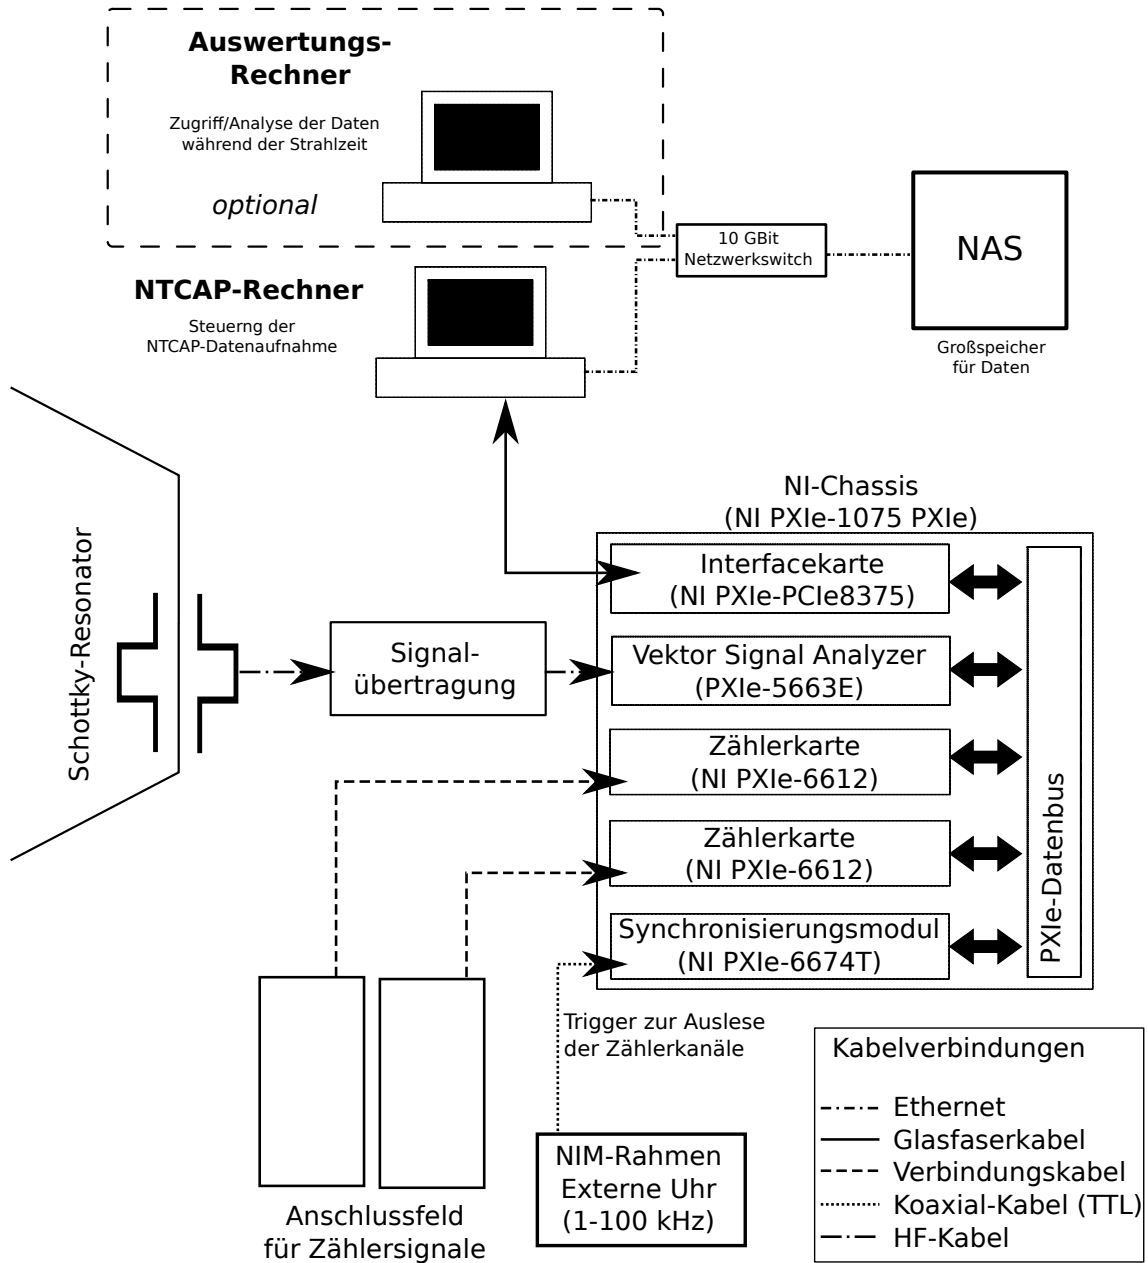 Auswertungs-
Rechner
Zugriff/Analyse der Daten
während der Strahlzeit
optional
10 GBit
Netzwerkswitch
NAS
Großspeicher
für Daten
NTCAP-Rechner
Steuerng der
NTCAP-Datenaufnahme
Schottky-Resonator
NI-Chassis
(NI PXIe-1075 PXIe)
Interfacekarte
(NI PXIe-PCIe8375)
Signal-
übertragung
Vektor Signal Analyzer
(PXIe-5663E)
Zählerkarte
(NI PXIe-6612)
Zählerkarte
(NI PXIe-6612)
Synchronisierungsmodul
(NI PXIe-6674T)
PXIe-Datenbus
Trigger zur Auslese
der Zählerkanäle
NIM-Rahmen
Externe Uhr
(1-100 kHz)
Anschlussfeld
für Zählersignale
Kabelverbindungen
Ethernet
Glasfaserkabel
Verbindungskabel
Koaxial-Kabel (TTL)
HF-Kabel